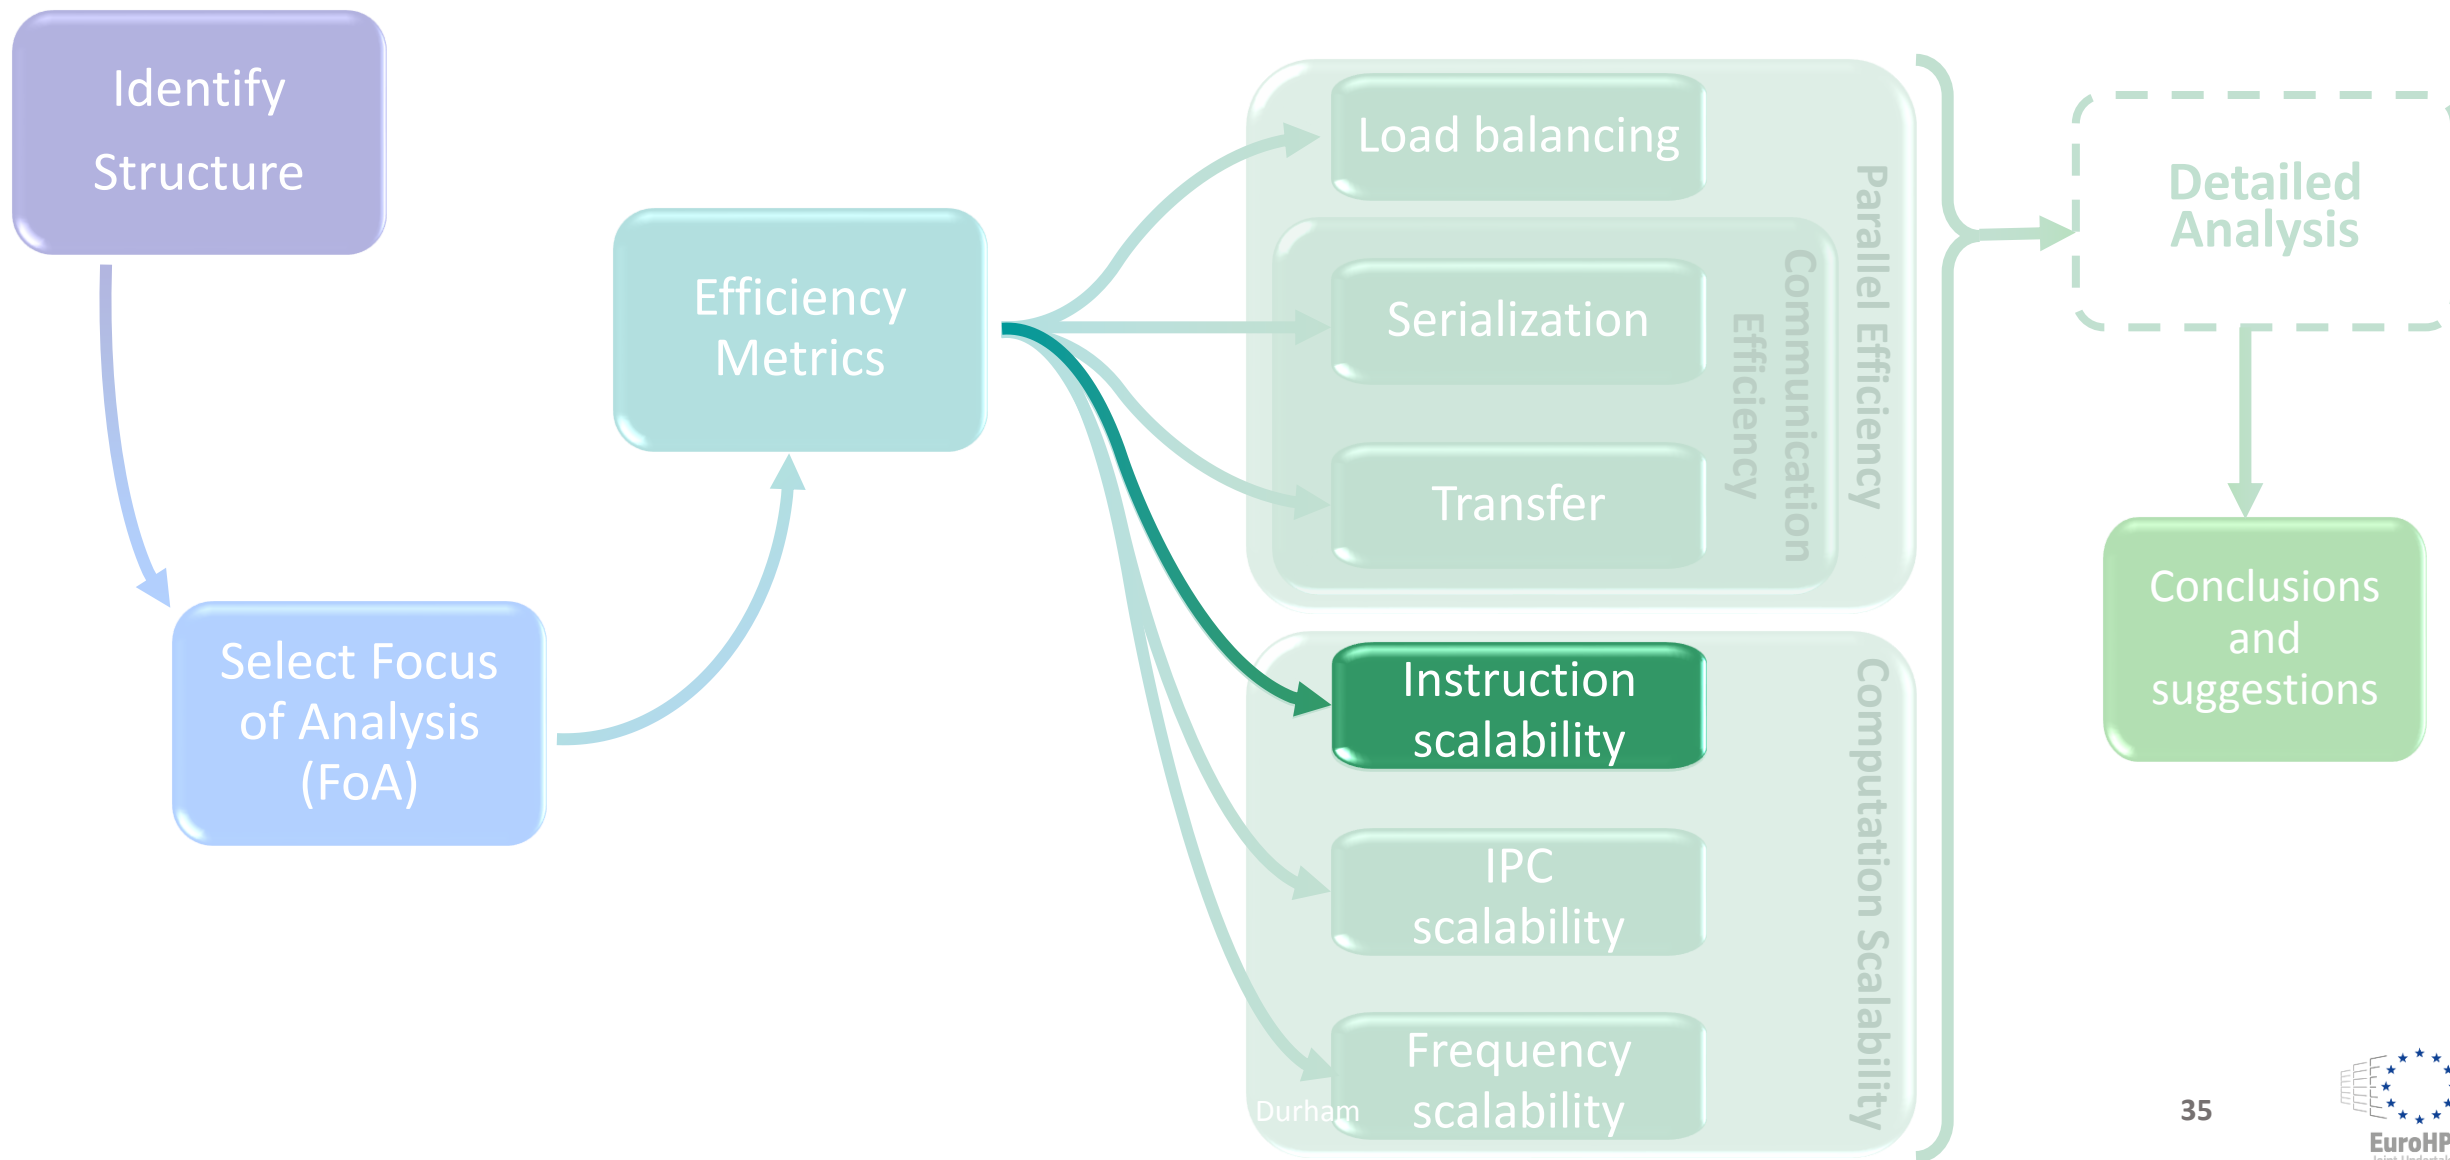 Identify
Structure
Select Focus
of Analysis
(FoA)
Efficiency
Metrics
Load balancing
Serialization
Transfer
Communication
Efficiency
Parallel Efficiency
Instruction
scalability
IPC
scalability
Frequency
scalability
Computation Scalability
Durham
Detailed
Analysis
Conclusions
and
suggestions
35
EuroHP